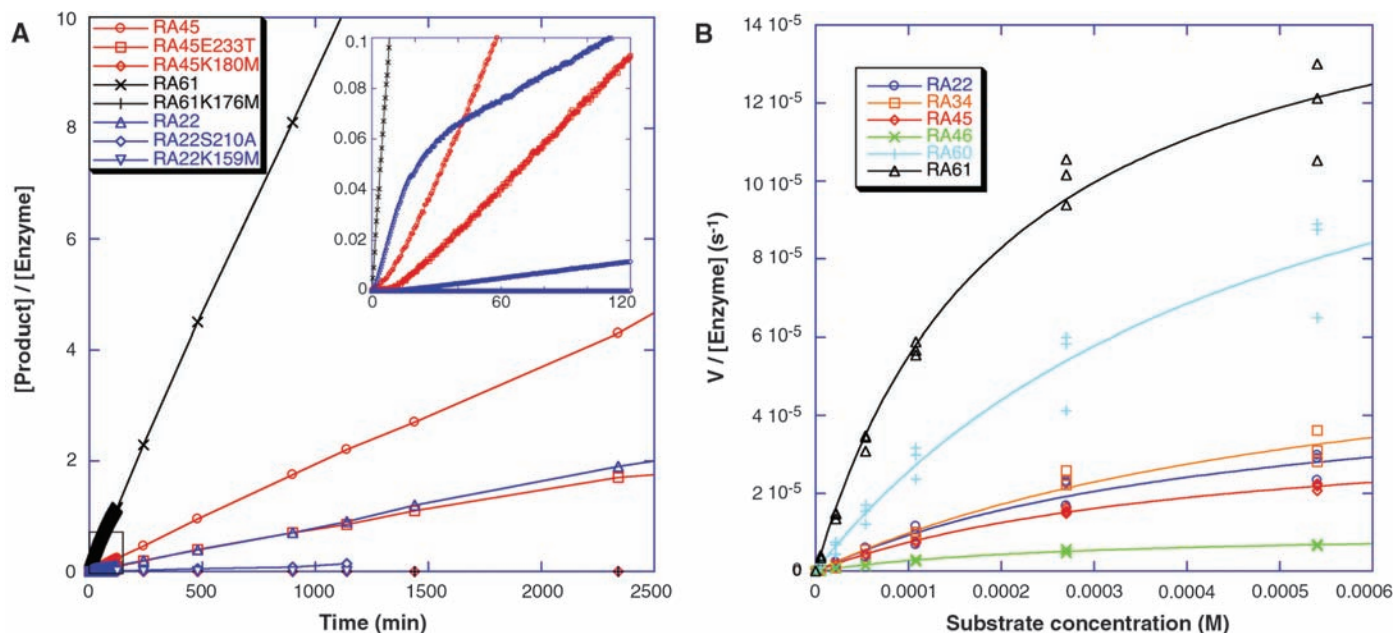 A
[Product] / [Enzyme]
10
8
6
4
2
0
RA45
RA45E233T
RA45K180M
RA61
RA61K176M
RA22
RA22S210A
RA22K159M
0.1
0.08
0.06
0.04
0.02
0
0 60 120
0 500 1000 1500 2000 2500
Time (min)
B
V / [Enzyme] (s-1)
14 10-5
12 10-5
10 10-5
8 10-5
6 10-5
4 10-5
2 10-5
0
RA22
RA34
RA45
RA46
RA60
RA61
0 0.0001 0.0002 0.0003 0.0004 0.0005 0.0006
Substrate concentration (M)